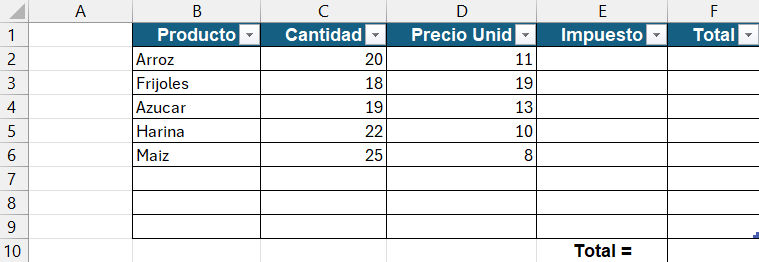 A B C D E F
1 Producto Cantidad Precio Unid Impuesto Total
2 Arroz 20 11
3 Frijoles 18 19
4 Azucar 19 13
5 Harina 22 10
6 Maiz 25 8
7
8
9
10 Total =